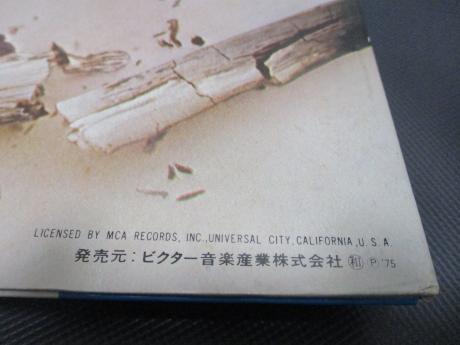 LICENSED BY MCA RECORDS, INC., UNIVERSAL CITY, CALIFORNIA, U.S.A.
発売元:ビクター音楽産業株式会社 ㊓ Ⓟ '75